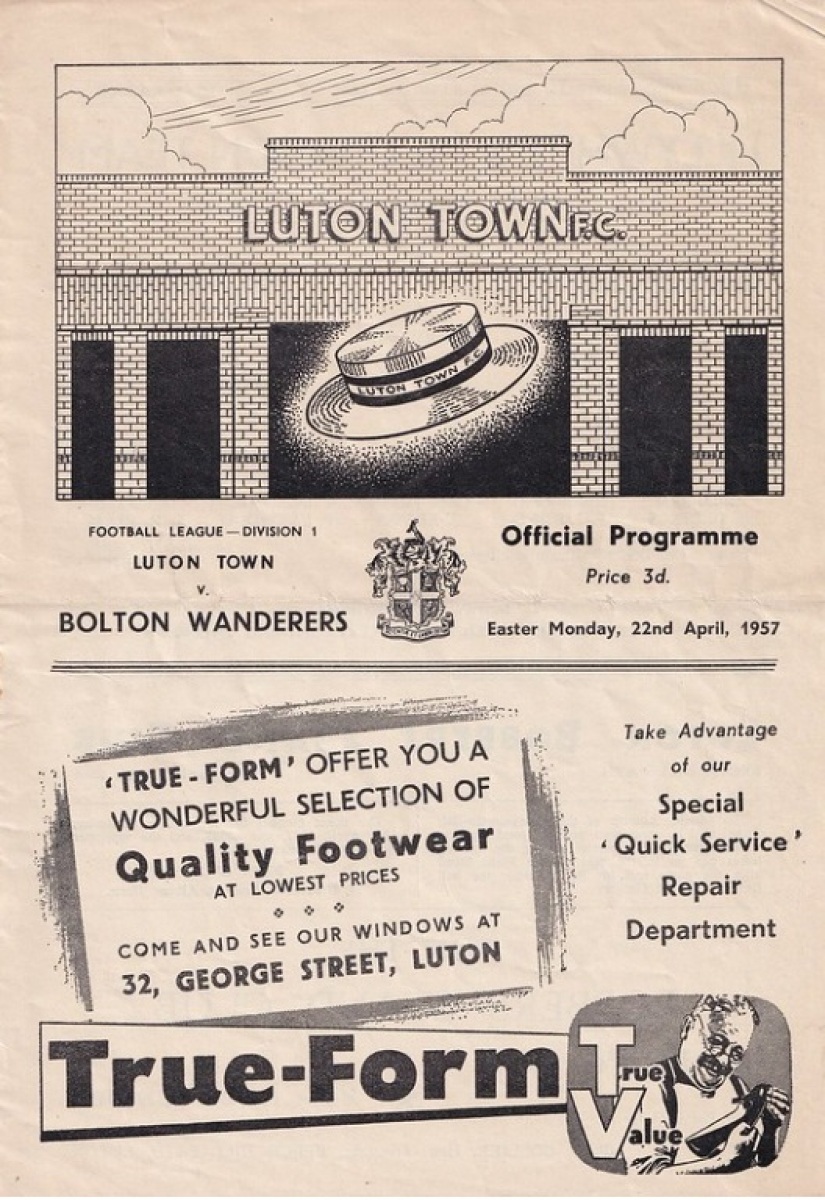 LUTON TOWN F.C.
LUTON TOWN F.C.
FOOTBALL LEAGUE — DIVISION 1
LUTON TOWN
v.
BOLTON WANDERERS
Official Programme
Price 3d.
Easter Monday, 22nd April, 1957
'TRUE-FORM' OFFER YOU A
WONDERFUL SELECTION OF
Quality Footwear
AT LOWEST PRICES
COME AND SEE OUR WINDOWS AT
32, GEORGE STREET, LUTON
Take Advantage
of our
Special
'Quick Service'
Repair
Department
True-Form
True
Value